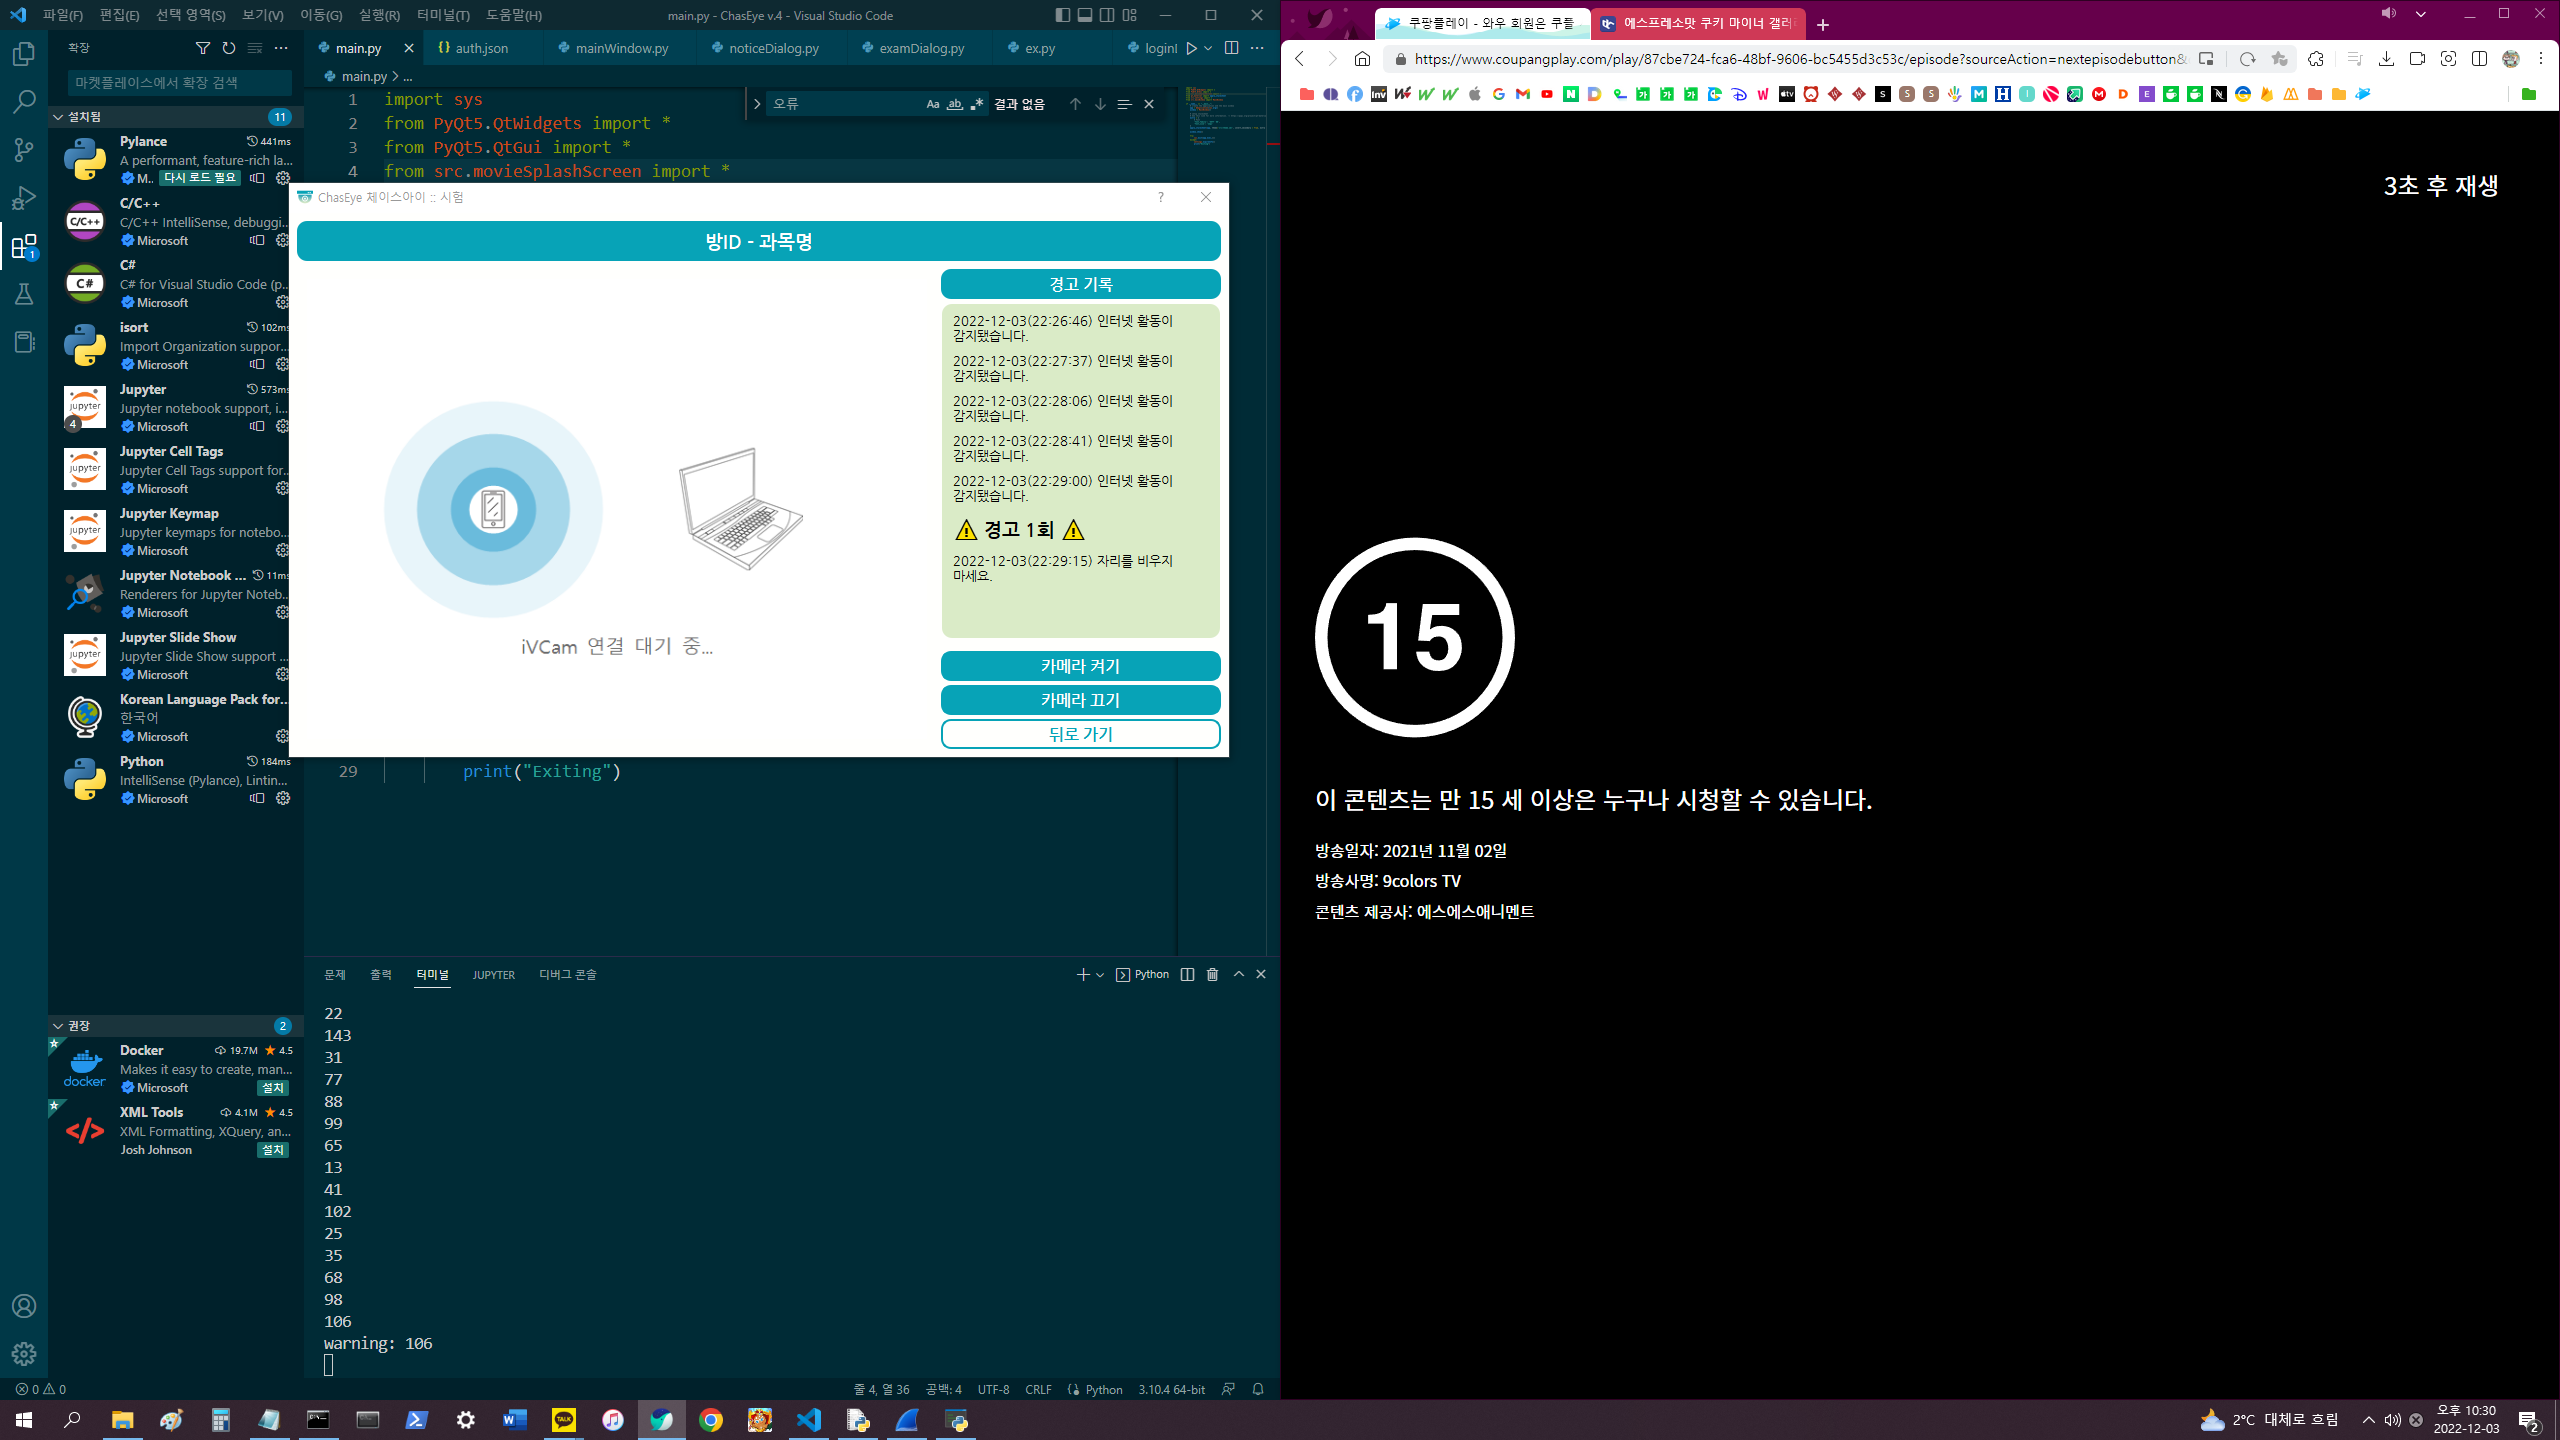 파일(F) 편집(E) 선택 영역(S) 보기(V) 이동(G) 실행(R) 터미널(T) 도움말(H)
main.py - ChasEye v.4 - Visual Studio Code
확장
마켓플레이스에서 확장 검색
설치됨 11
Pylance 441ms
A performant, feature-rich la...
M.. 다시 로드 필요
C/C++
C/C++ IntelliSense, debuggi...
Microsoft
C#
C# for Visual Studio Code (p...
Microsoft
isort 102ms
Import Organization suppor...
Microsoft
Jupyter 573ms
Jupyter notebook support, i...
Microsoft
4
Jupyter Cell Tags
Jupyter Cell Tags support for...
Microsoft
Jupyter Keymap
Jupyter keymaps for notebo...
Microsoft
Jupyter Notebook ... 11ms
Renderers for Jupyter Noteb...
Microsoft
Jupyter Slide Show
Jupyter Slide Show support ...
Microsoft
Korean Language Pack for...
한국어
Microsoft
Python 184ms
IntelliSense (Pylance), Lintin...
Microsoft
권장 2
Docker 19.7M 4.5
Makes it easy to create, man...
Microsoft 설치
XML Tools 4.1M 4.5
XML Formatting, XQuery, an...
Josh Johnson 설치
main.py auth.json mainWindow.py noticeDialog.py examDialog.py ex.py loginI
main.py > ...
오류 Aa ab 결과 없음
1 import sys
2 from PyQt5.QtWidgets import *
3 from PyQt5.QtGui import *
4 from src.movieSplashScreen import *
29 print("Exiting")
ChasEye 체이스아이 :: 시험
방ID - 과목명
경고 기록
2022-12-03(22:26:46) 인터넷 활동이
감지됐습니다.
2022-12-03(22:27:37) 인터넷 활동이
감지됐습니다.
2022-12-03(22:28:06) 인터넷 활동이
감지됐습니다.
2022-12-03(22:28:41) 인터넷 활동이
감지됐습니다.
2022-12-03(22:29:00) 인터넷 활동이
감지됐습니다.
경고 1회
2022-12-03(22:29:15) 자리를 비우지
마세요.
iVCam 연결 대기 중...
카메라 켜기
카메라 끄기
뒤로 가기
문제 출력 터미널 JUPYTER 디버그 콘솔
Python
22
143
31
77
88
99
65
13
41
102
25
35
68
98
106
warning: 106
0 0
줄 4, 열 36 공백: 4 UTF-8 CRLF Python 3.10.4 64-bit
쿠팡플레이 - 와우 회원은 쿠플
에스프레소맛 쿠키 마이너 갤러리
https://www.coupangplay.com/play/87cbe724-fca6-48bf-9606-bc5455d3c53c/episode?sourceAction=nextepisodebutton&
3초 후 재생
15
이 콘텐츠는 만 15 세 이상은 누구나 시청할 수 있습니다.
방송일자: 2021년 11월 02일
방송사명: 9colors TV
콘텐츠 제공사: 에스에스애니멘트
2°C 대체로 흐림
오후 10:30
2022-12-03
2